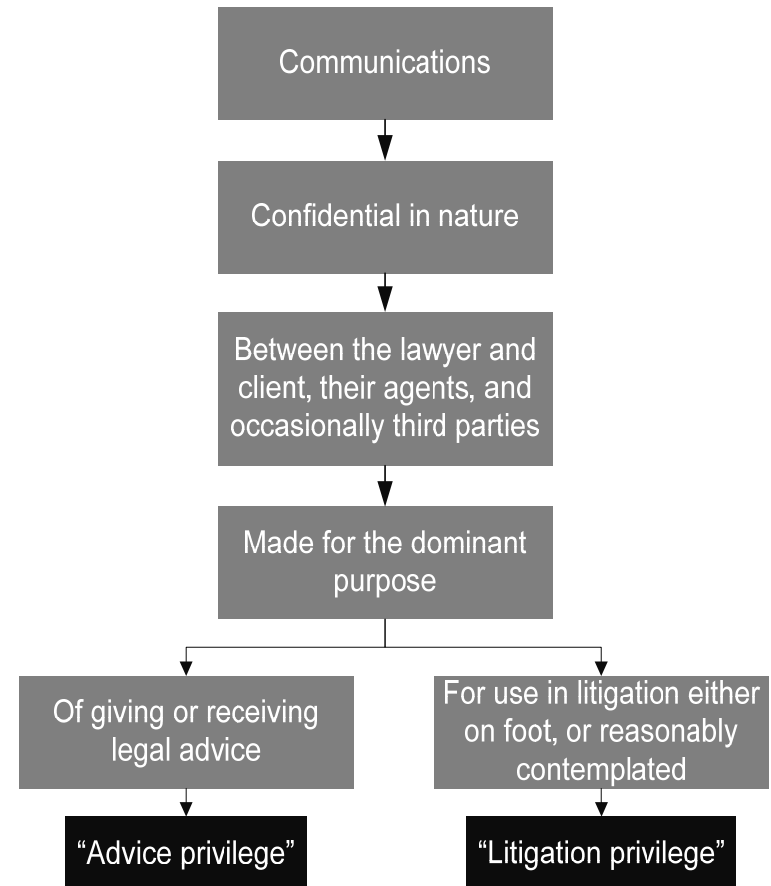 Communications
Confidential in nature
Between the lawyer and
client, their agents, and
occasionally third parties
Made for the dominant
purpose
Of giving or receiving
legal advice
For use in litigation either
on foot, or reasonably
contemplated
“Advice privilege”
“Litigation privilege”